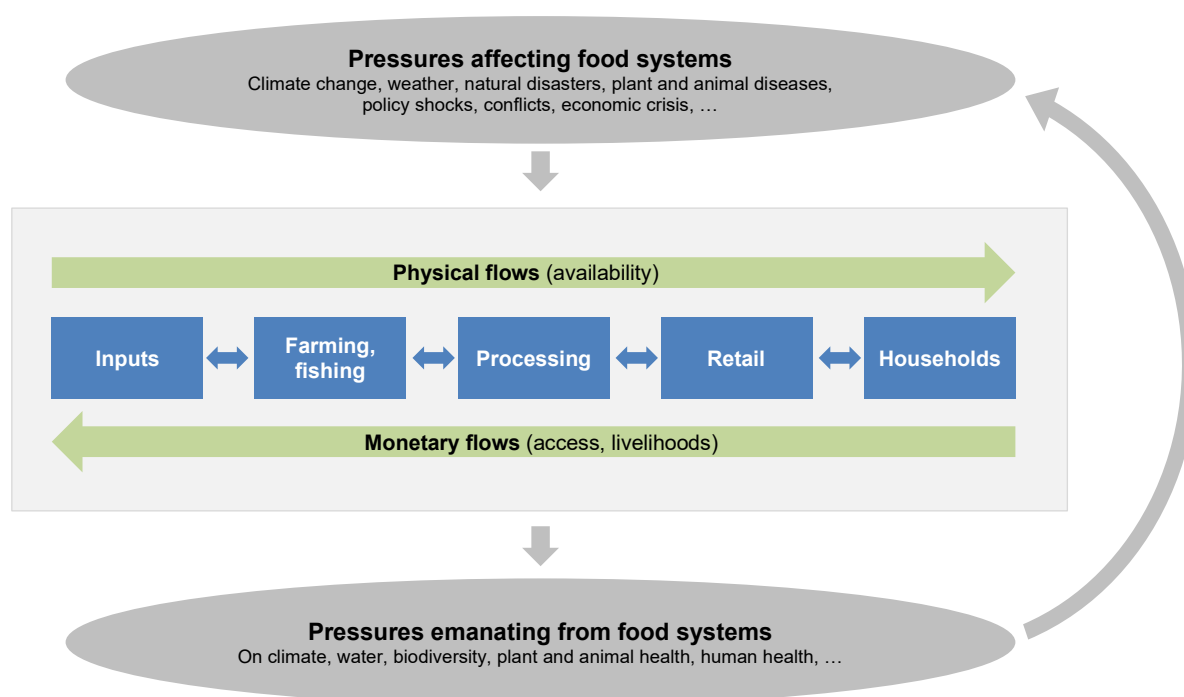 Pressures affecting food systems
Climate change, weather, natural disasters, plant and animal diseases,
policy shocks, conflicts, economic crisis, …
Physical flows (availability)
Inputs
Farming,
fishing
Processing
Retail
Households
Monetary flows (access, livelihoods)
Pressures emanating from food systems
On climate, water, biodiversity, plant and animal health, human health, …